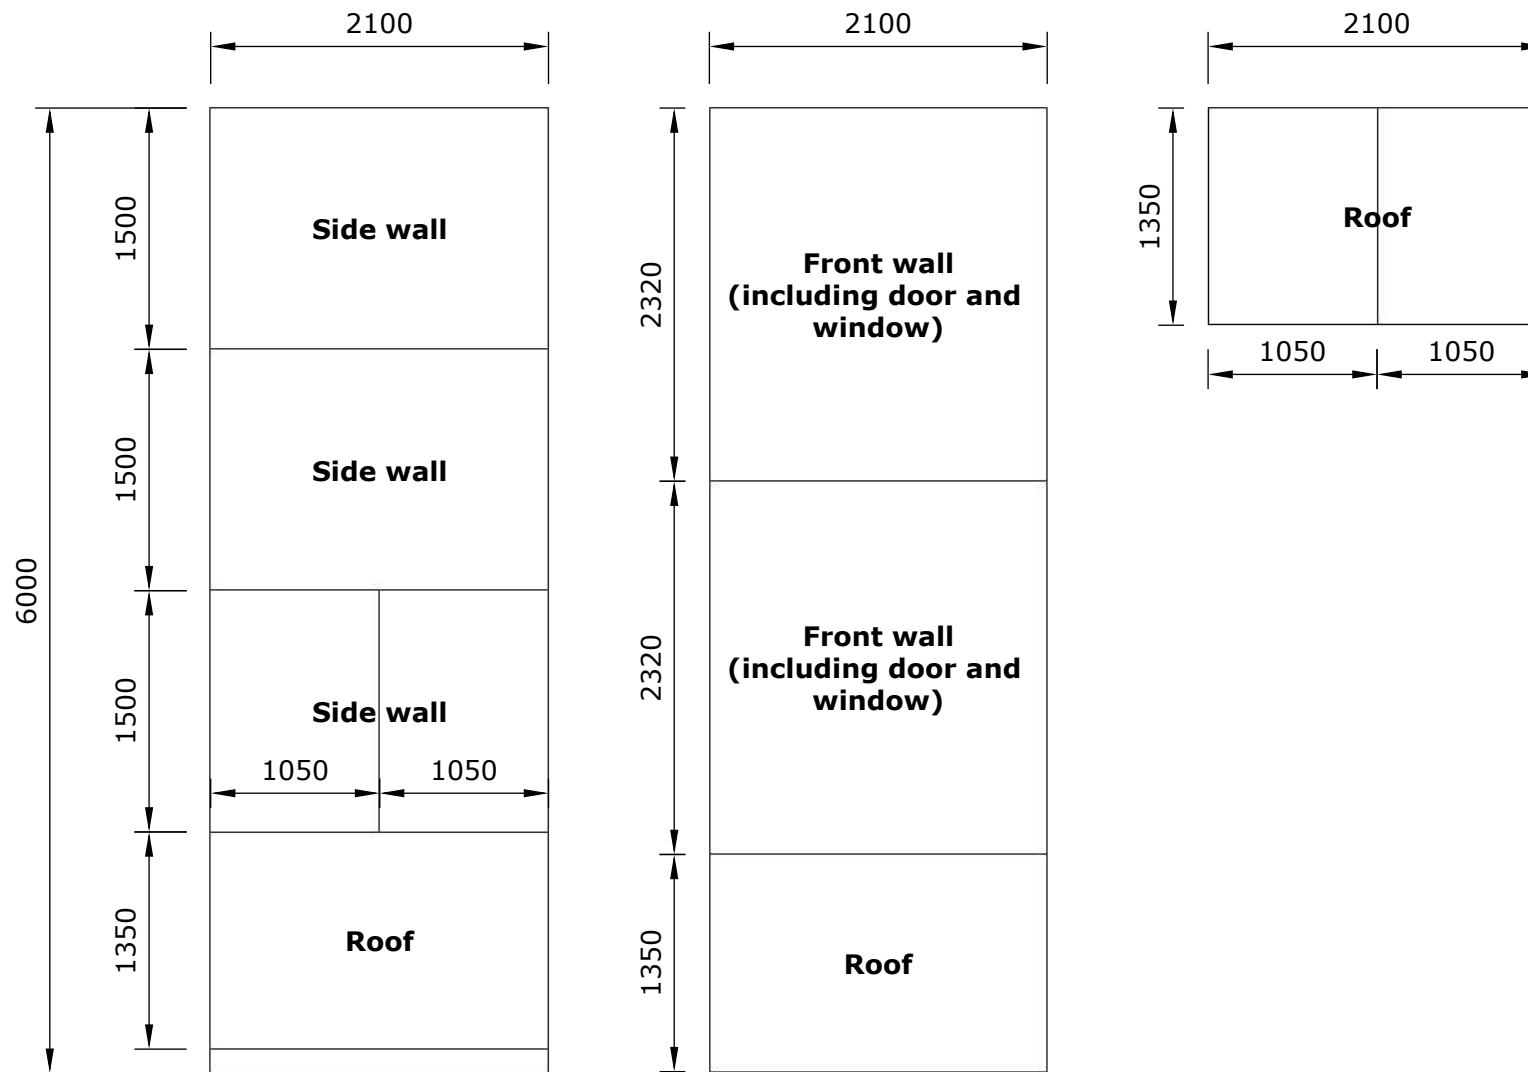 2100
2100
2100
6000
1500
Side wall
1500
Side wall
1500
Side wall
1050
1050
1350
Roof
2320
Front wall
(including door and
window)
2320
Front wall
(including door and
window)
1350
Roof
1350
Roof
1050
1050